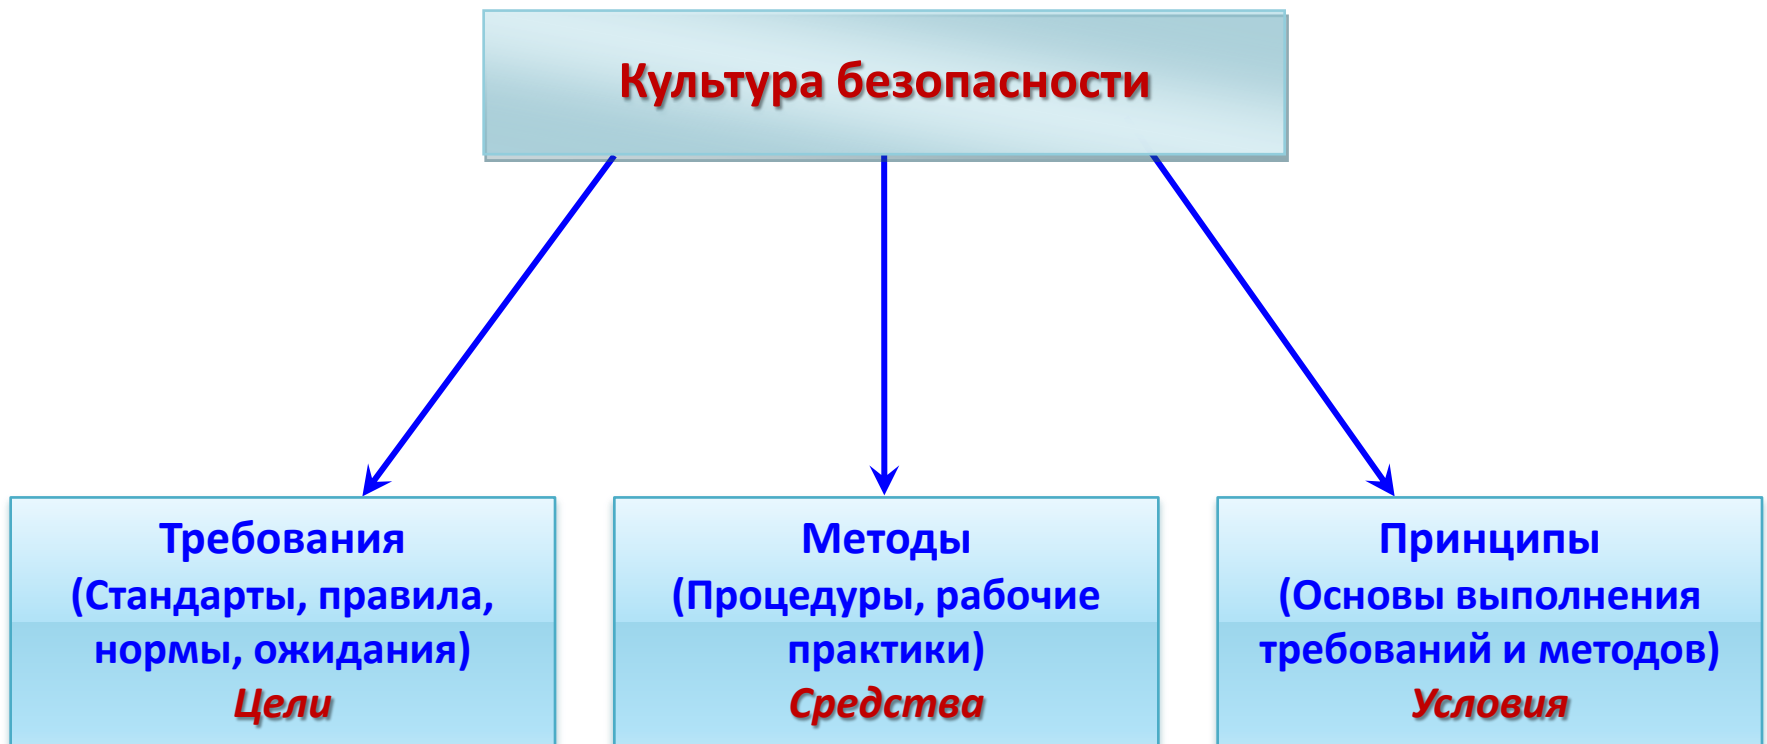 Культура безопасности
Требования
(Стандарты, правила,
нормы, ожидания)
Цели
Методы
(Процедуры, рабочие
практики)
Средства
Принципы
(Основы выполнения
требований и методов)
Условия